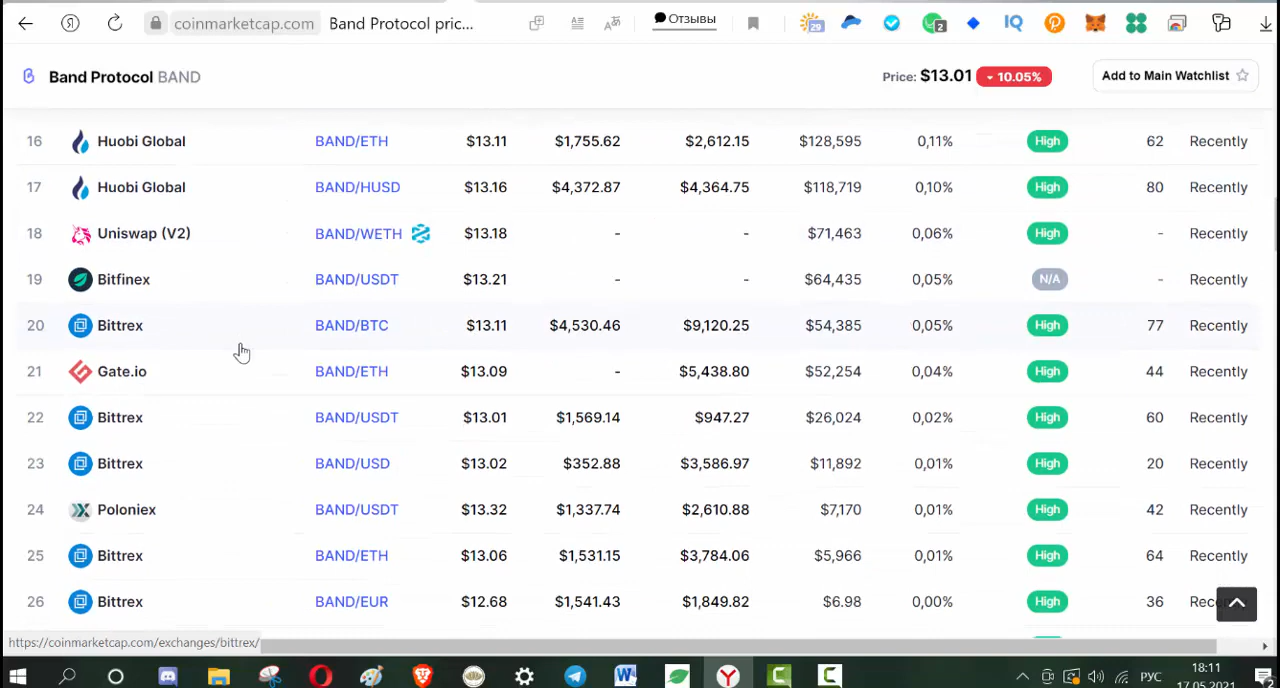 coinmarketcap.com Band Protocol pric... Отзывы 29 2 IQ
Band Protocol BAND Price: $13.01 10.05% Add to Main Watchlist
16 Huobi Global BAND/ETH $13.11 $1,755.62 $2,612.15 $128,595 0,11% High 62 Recently
17 Huobi Global BAND/HUSD $13.16 $4,372.87 $4,364.75 $118,719 0,10% High 80 Recently
18 Uniswap (V2) BAND/WETH $13.18 - - $71,463 0,06% High - Recently
19 Bitfinex BAND/USDT $13.21 - - $64,435 0,05% N/A - Recently
20 Bittrex BAND/BTC $13.11 $4,530.46 $9,120.25 $54,385 0,05% High 77 Recently
21 Gate.io BAND/ETH $13.09 - $5,438.80 $52,254 0,04% High 44 Recently
22 Bittrex BAND/USDT $13.01 $1,569.14 $947.27 $26,024 0,02% High 60 Recently
23 Bittrex BAND/USD $13.02 $352.88 $3,586.97 $11,892 0,01% High 20 Recently
24 Poloniex BAND/USDT $13.32 $1,337.74 $2,610.88 $7,170 0,01% High 42 Recently
25 Bittrex BAND/ETH $13.06 $1,531.15 $3,784.06 $5,966 0,01% High 64 Recently
26 Bittrex BAND/EUR $12.68 $1,541.43 $1,849.82 $6.98 0,00% High 36
https://coinmarketcap.com/exchanges/bittrex/
РУС 18:11
17.05.2021 2